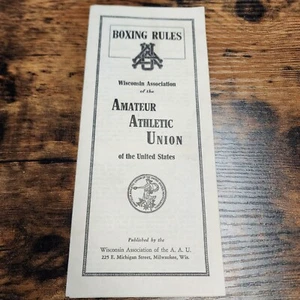 BOXING RULES
Wisconsin Association
of the
AMATEUR
ATHLETIC
UNION
of the United States
Published by the
Wisconsin Association of the A. A. U.
225 E. Michigan Street, Milwaukee, Wis.